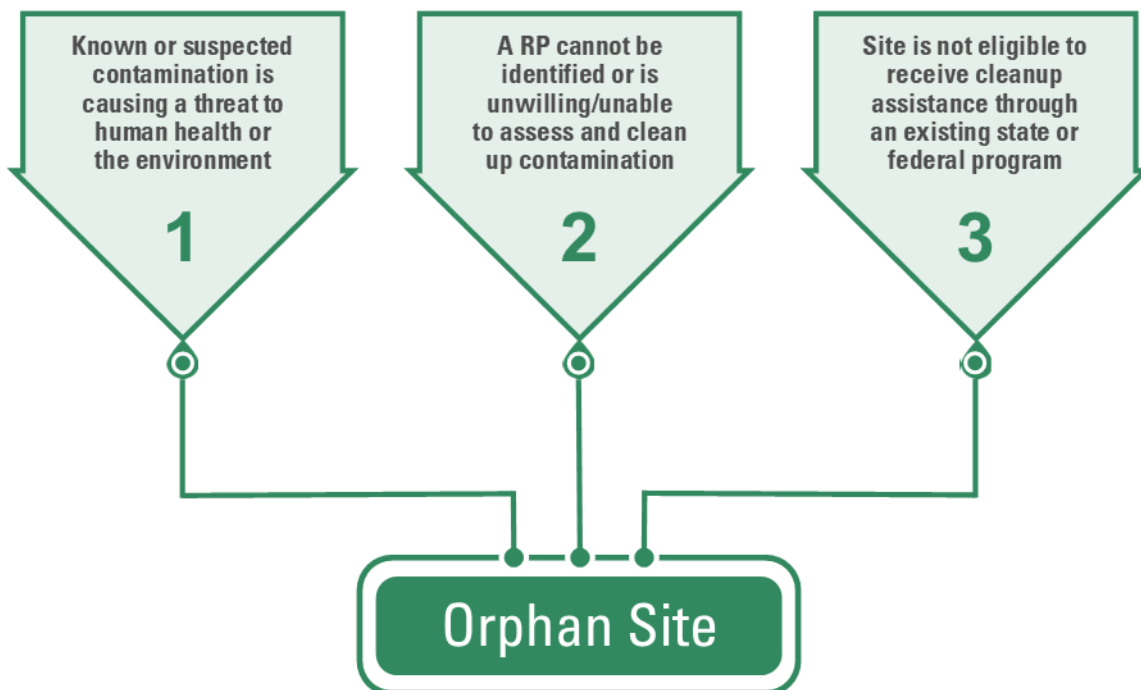 Known or suspected
contamination is
causing a threat to
human health or
the environment
1
A RP cannot be
identified or is
unwilling/unable
to assess and clean
up contamination
2
Site is not eligible to
receive cleanup
assistance through
an existing state or
federal program
3
Orphan Site